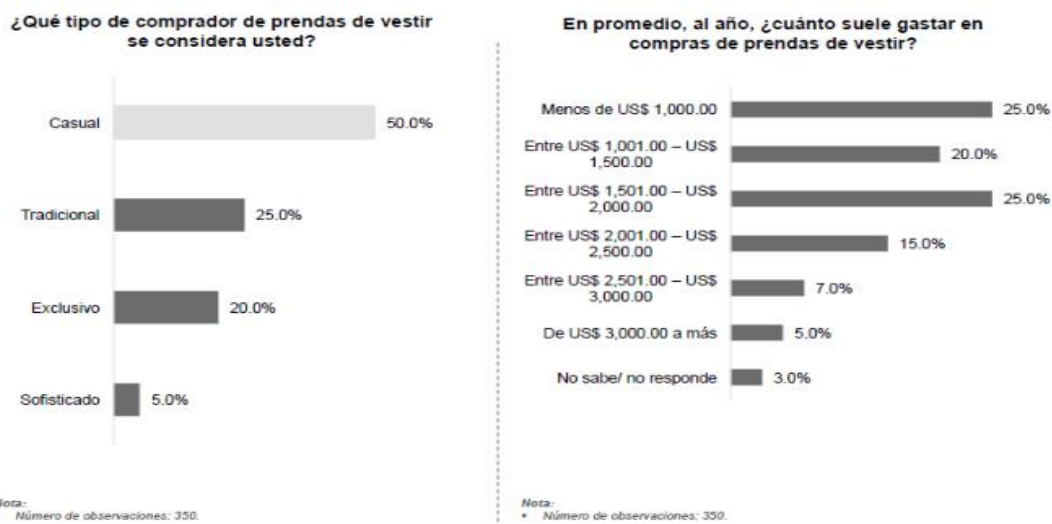 ¿Qué tipo de comprador de prendas de vestir
se considera usted?
Casual
50.0%
Tradicional
25.0%
Exclusivo
20.0%
Sofisticado
5.0%
Nota:
Número de observaciones: 350.
En promedio, al año, ¿cuánto suele gastar en
compras de prendas de vestir?
Menos de US$ 1,000.00
25.0%
Entre US$ 1,001.00 – US$
1,500.00
20.0%
Entre US$ 1,501.00 – US$
2,000.00
25.0%
Entre US$ 2,001.00 – US$
2,500.00
15.0%
Entre US$ 2,501.00 – US$
3,000.00
7.0%
De US$ 3,000.00 a más
5.0%
No sabe/ no responde
3.0%
Nota:
• Número de observaciones: 350.